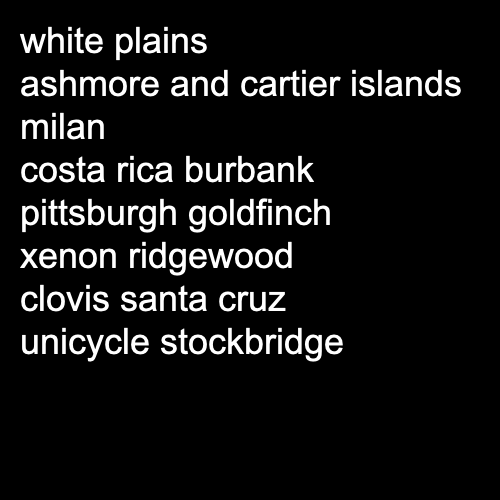 white plains
ashmore and cartier islands
milan
costa rica burbank
pittsburgh goldfinch
xenon ridgewood
clovis santa cruz
unicycle stockbridge